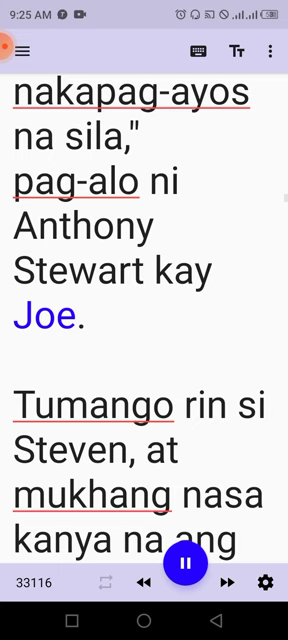 9:25 AM
nakapag-ayos
na sila,"
pag-alo ni
Anthony
Stewart kay
Joe.
Tumango rin si
Steven, at
mukhang nasa
kanya na ang
33116